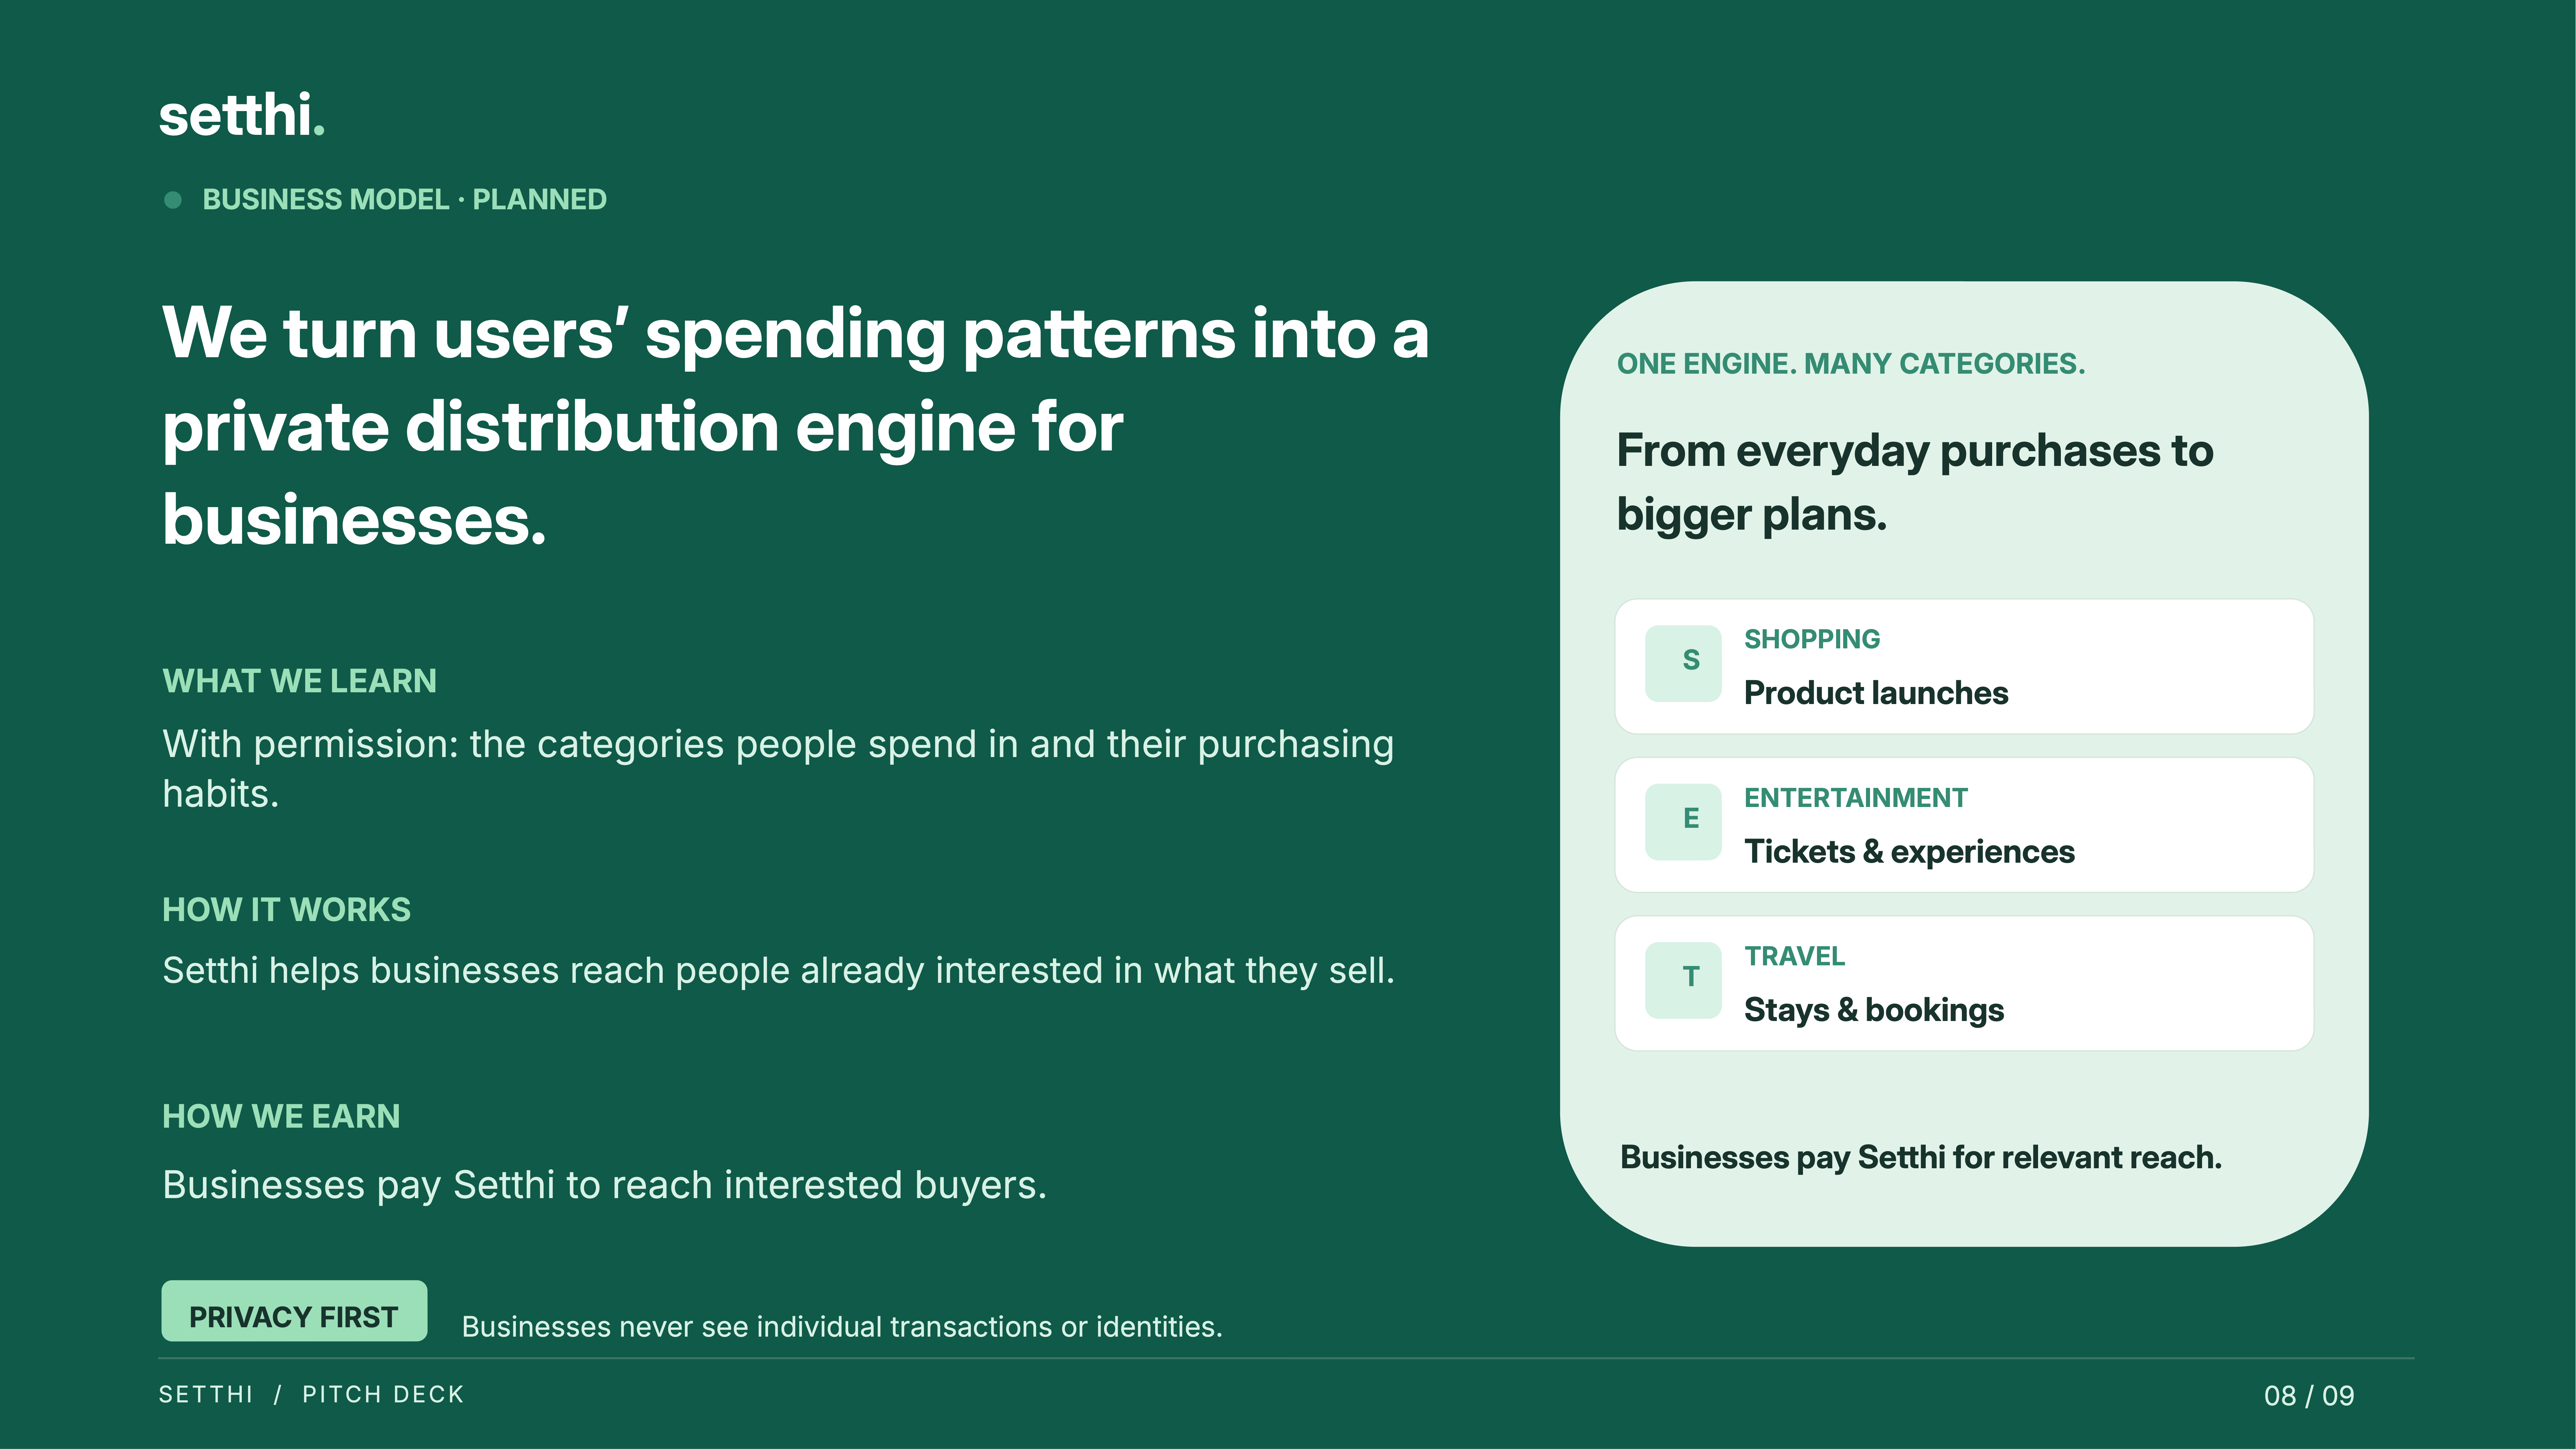 setthi.
BUSINESS MODEL · PLANNED
We turn users’ spending patterns into a
private distribution engine for
businesses.
WHAT WE LEARN
With permission: the categories people spend in and their purchasing
habits.
HOW IT WORKS
Setthi helps businesses reach people already interested in what they sell.
HOW WE EARN
Businesses pay Setthi to reach interested buyers.
PRIVACY FIRST
Businesses never see individual transactions or identities.
ONE ENGINE. MANY CATEGORIES.
From everyday purchases to
bigger plans.
S
SHOPPING
Product launches
E
ENTERTAINMENT
Tickets & experiences
T
TRAVEL
Stays & bookings
Businesses pay Setthi for relevant reach.
SETTHI / PITCH DECK
08 / 09